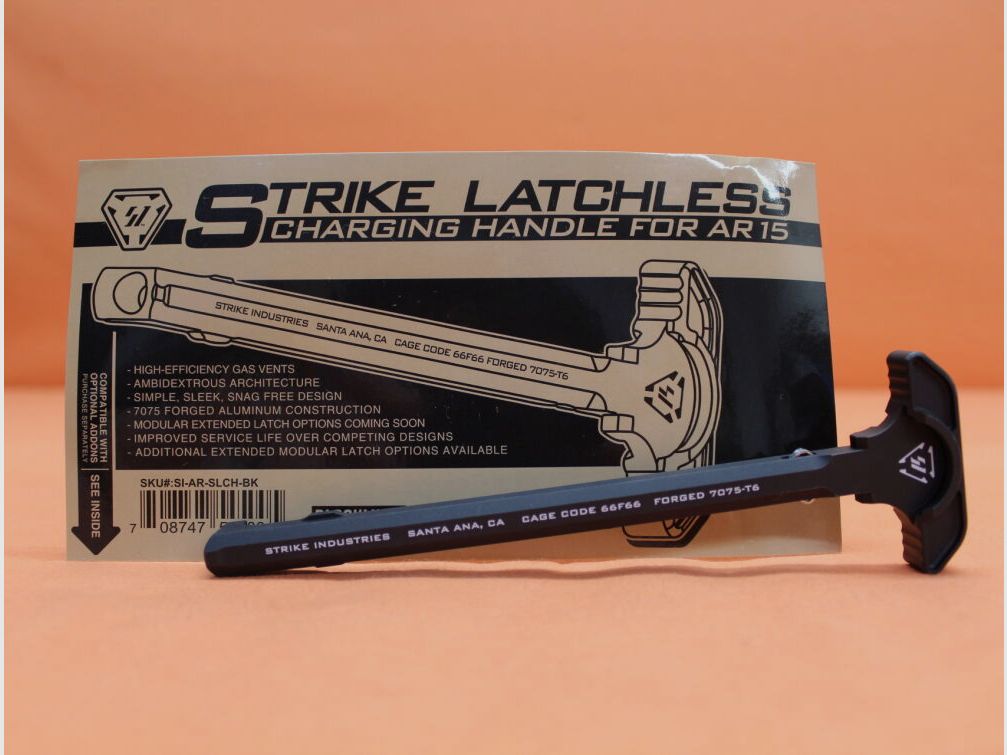 STRIKE LATCHLESS
CHARGING HANDLE FOR AR15
STRIKE INDUSTRIES SANTA ANA, CA CAGE CODE 66F66 FORGED 7075-T6
- HIGH-EFFICIENCY GAS VENTS
- AMBIDEXTROUS ARCHITECTURE
- SIMPLE, SLEEK, SNAG FREE DESIGN
- 7075 FORGED ALUMINUM CONSTRUCTION
- MODULAR EXTENDED LATCH OPTIONS COMING SOON
- IMPROVED SERVICE LIFE OVER COMPETING DESIGNS
- ADDITIONAL EXTENDED MODULAR LATCH OPTIONS AVAILABLE
COMPATIBLE WITH
OPTIONAL ADDONS
PURCHASE SEPARATELY
SEE INSIDE
SKU#:SI-AR-SLCH-BK
7 08747
STRIKE INDUSTRIES SANTA ANA, CA CAGE CODE 66F66 FORGED 7075-T6